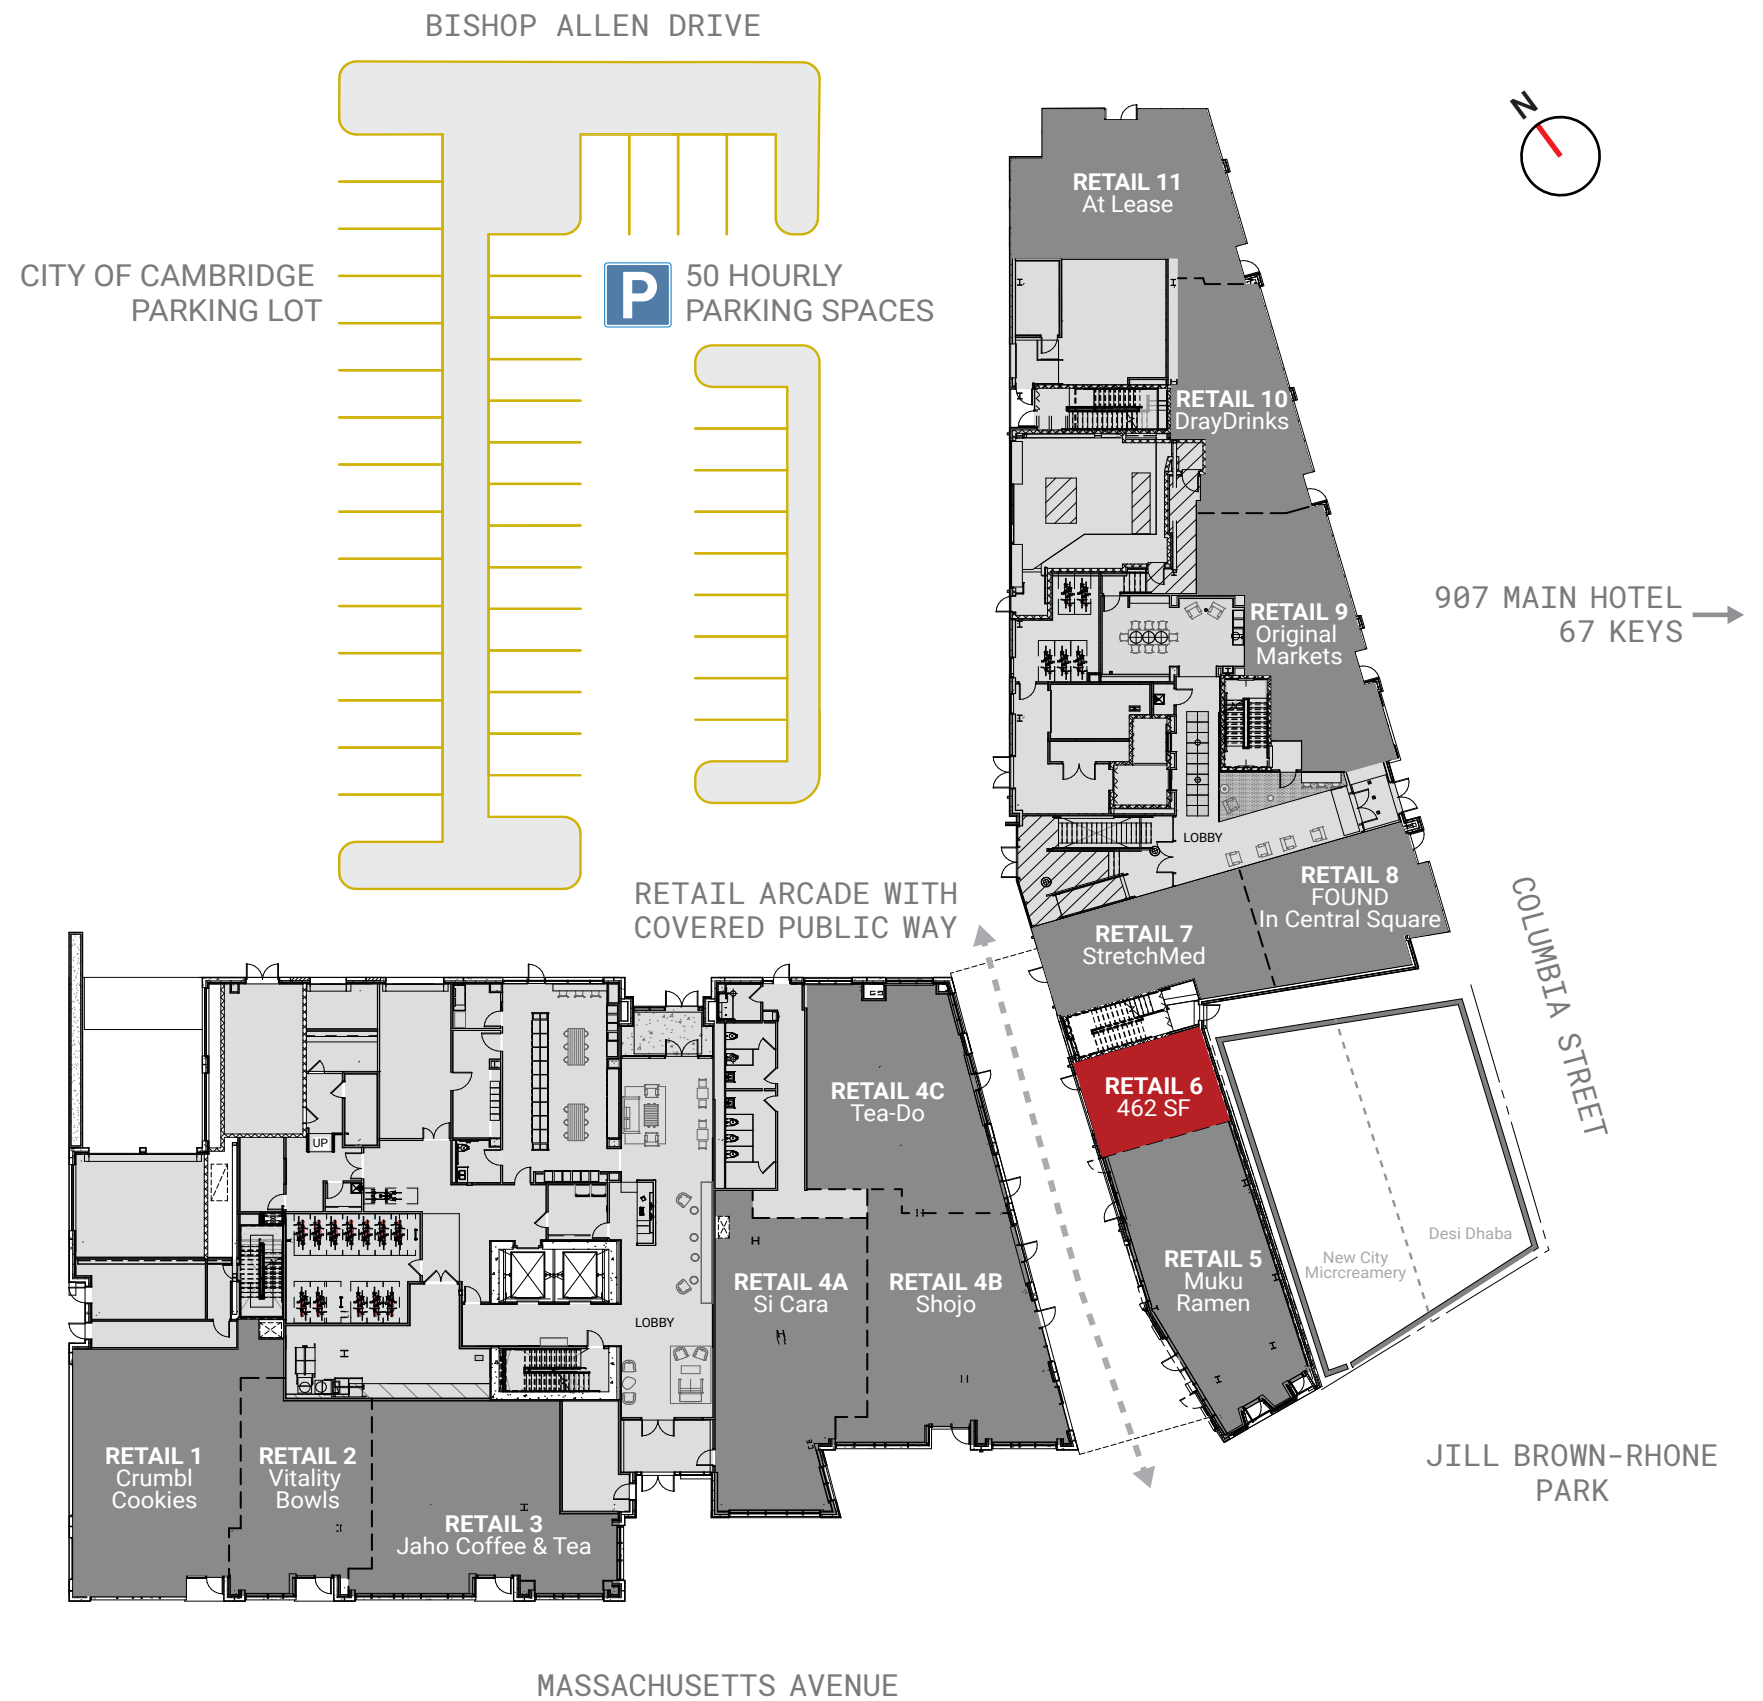 BISHOP ALLEN DRIVE
N
RETAIL 11
At Lease
CITY OF CAMBRIDGE
PARKING LOT
P
50 HOURLY
PARKING SPACES
RETAIL 10
DrayDrinks
907 MAIN HOTEL
67 KEYS
RETAIL 9
Original
Markets
LOBBY
RETAIL 8
FOUND
In Central Square
RETAIL ARCADE WITH
COVERED PUBLIC WAY
RETAIL 7
StretchMed
COLUMBIA STREET
RETAIL 4C
Tea-Do
RETAIL 6
462 SF
UP
Desi Dhaba
New City
Micrcreamery
RETAIL 5
Muku
Ramen
RETAIL 4A
Si Cara
RETAIL 4B
Shojo
LOBBY
RETAIL 1
Crumbl
Cookies
RETAIL 2
Vitality
Bowls
RETAIL 3
Jaho Coffee & Tea
JILL BROWN-RHONE
PARK
MASSACHUSETTS AVENUE